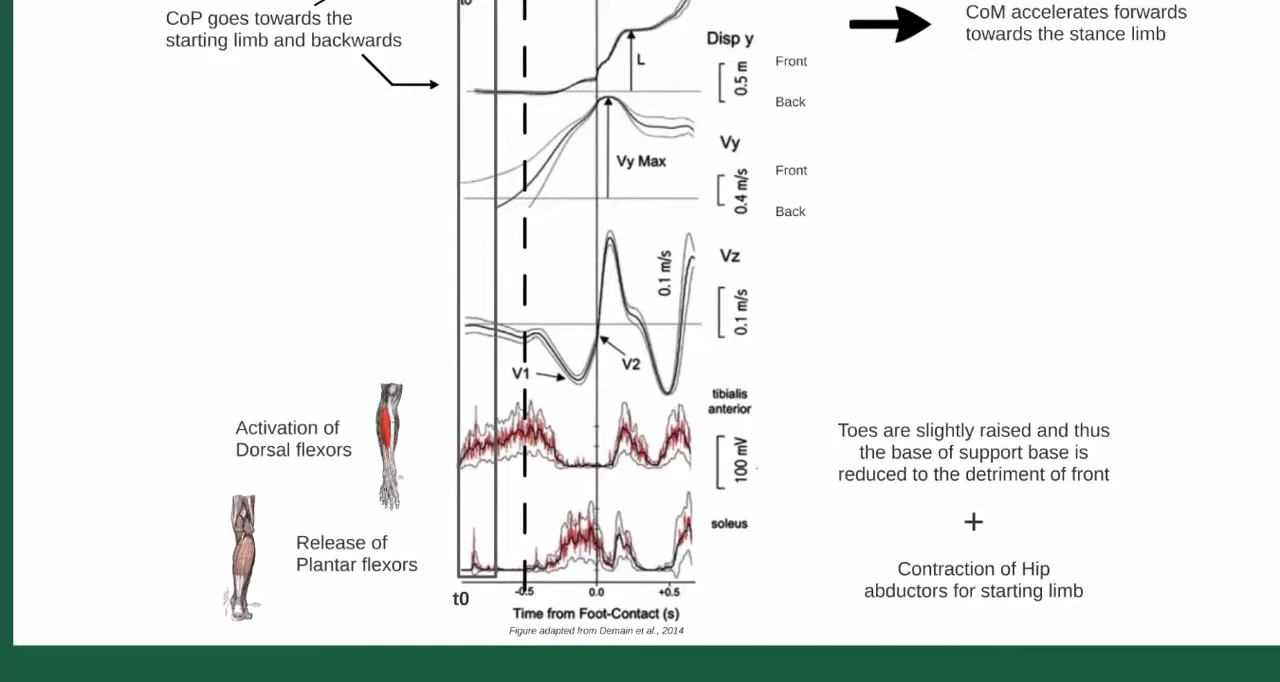 CoP goes towards the
starting limb and backwards
t0
CoM accelerates forwards
towards the stance limb
Disp y
L
0.5 m
Front
Back
Vy
Vy Max
0.4 m/s
Front
Back
Vz
0.1 m/s
0.1 m/s
V1
V2
tibialis
anterior
100 mV
soleus
Activation of
Dorsal flexors
Release of
Plantar flexors
Toes are slightly raised and thus
the base of support base is
reduced to the detriment of front
+
Contraction of Hip
abductors for starting limb
t0
-0.5 0.0 +0.5
Time from Foot-Contact (s)
Figure adapted from Demain et al., 2014